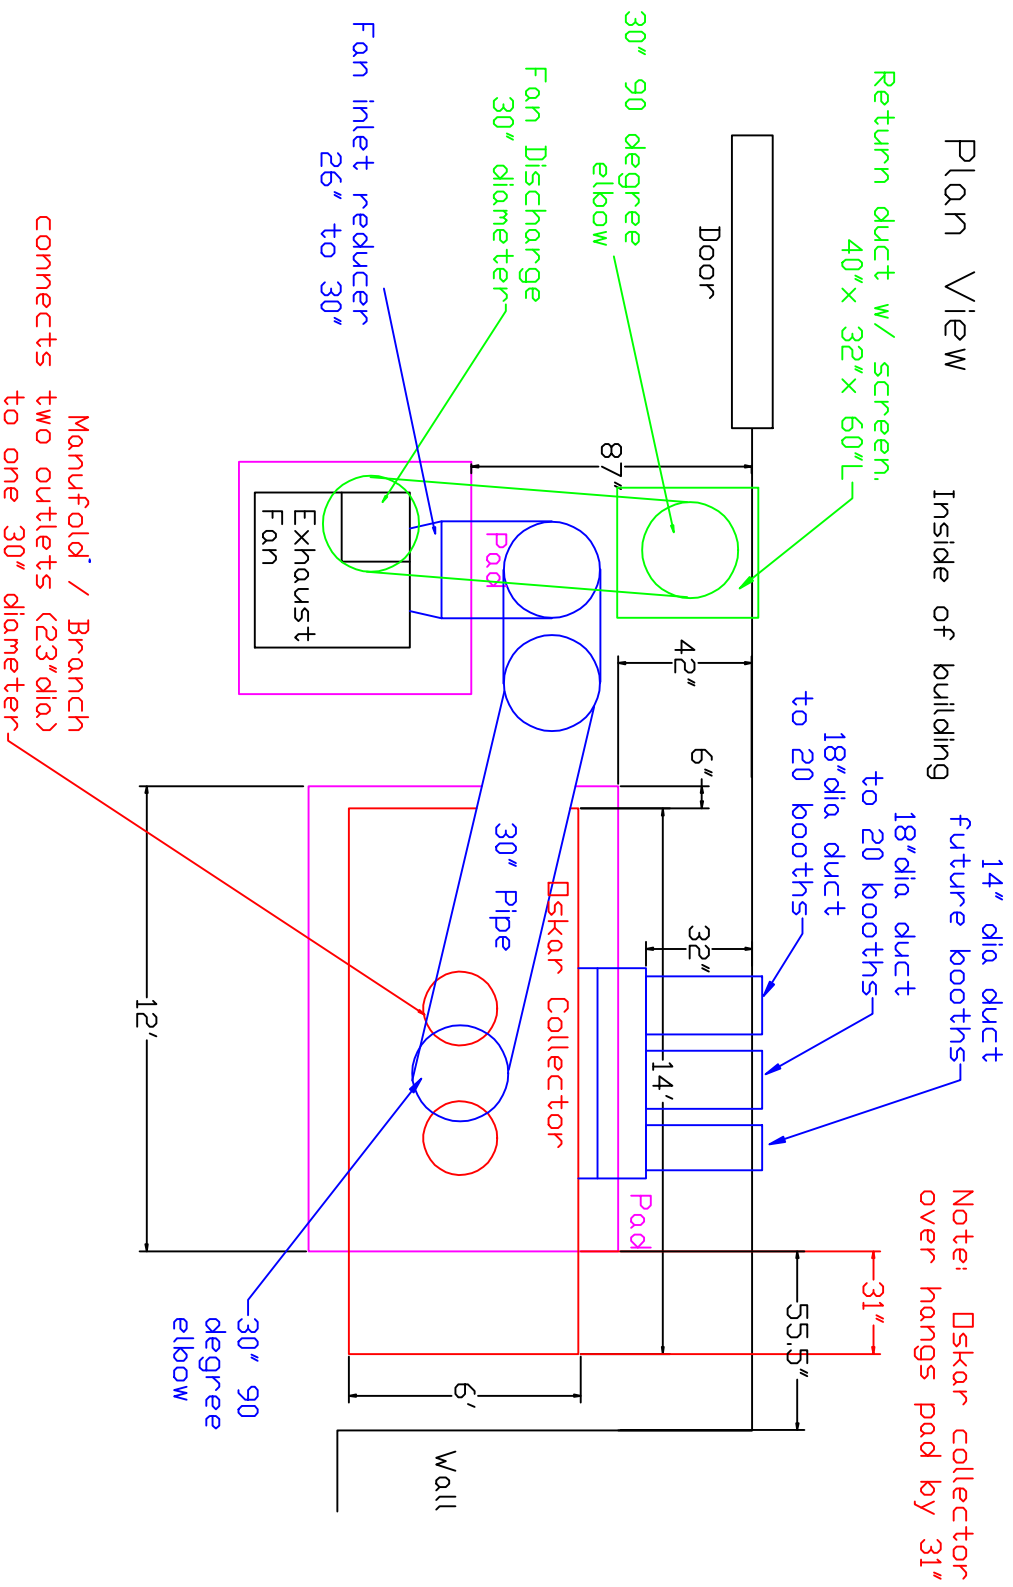 Plan View
Inside of building
14" dia duct
future booths
18"dia duct
to 20 booths
18"dia duct
to 20 booths
Note: Oskar collector
over hangs pad by 31"
Return duct w/ screen.
40"x 32"x 60"L
Door
30" 90 degree
elbow
Fan Discharge
30" diameter
Fan inlet reducer
26" to 30"
87"
42"
6"
32"
14'
31"
55.5"
Pad
Pad
Exhaust
Fan
30" Pipe
Oskar Collector
12'
6'
Wall
30" 90
degree
elbow
Manufold / Branch
connects two outlets (23"dia)
to one 30" diameter